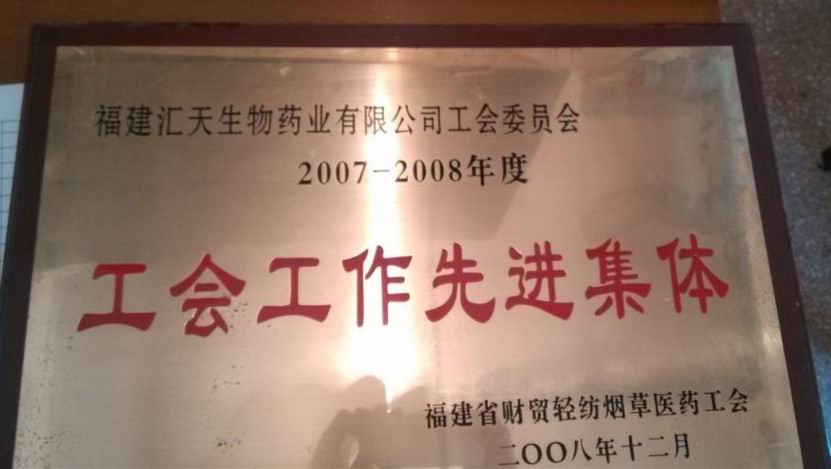 福建汇天生物药业有限公司工会委员会
2007-2008年度
工会工作先进集体
福建省财贸轻纺烟草医药工会
二〇〇八年十二月